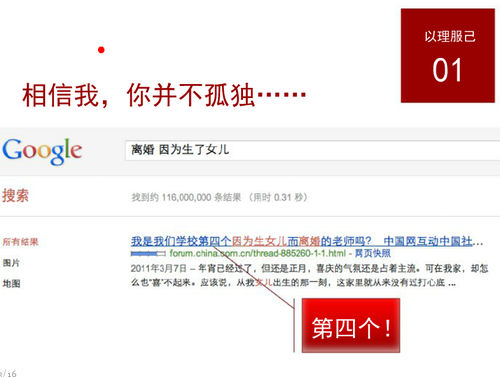 以理服己
01
相信我，你并不孤独……
Google
离婚 因为生了女儿
搜索
找到约 116,000,000 条结果 （用时 0.31 秒）
所有结果
图片
地图
我是我们学校第四个因为生女儿而离婚的老师吗? 中国网互动中国社...
forum.china.com.cn/thread-885260-1-1.html - 网页快照
2011年3月7日 – 年宵已经过了，但还是正月，喜庆的气氛还是占着主流。可在我家，却怎
么也"喜"不起来。应该说，从我女儿出生的那一刻，这家里就从来没有过打心底 ...
第四个！
/16